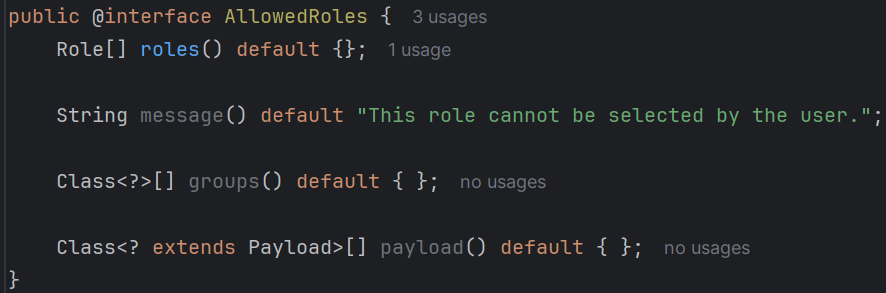 public @interface AllowedRoles {  3 usages
    Role[] roles() default {};  1 usage
    String message() default "This role cannot be selected by the user.";
    Class<?>[] groups() default { };  no usages
    Class<? extends Payload>[] payload() default { };  no usages
}